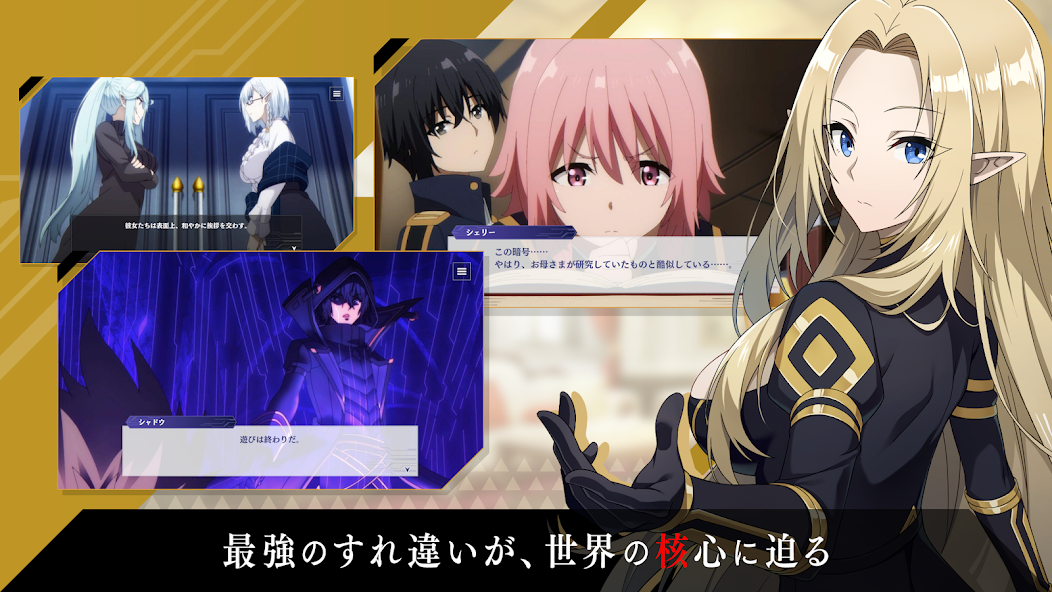 彼女たちは表面上、和やかに挨拶を交わす。
シェリー
この暗号……
やはり、お母さまが研究していたものと酷似している……。
シャドウ
遊びは終わりだ。
最強のすれ違いが、世界の核心に迫る